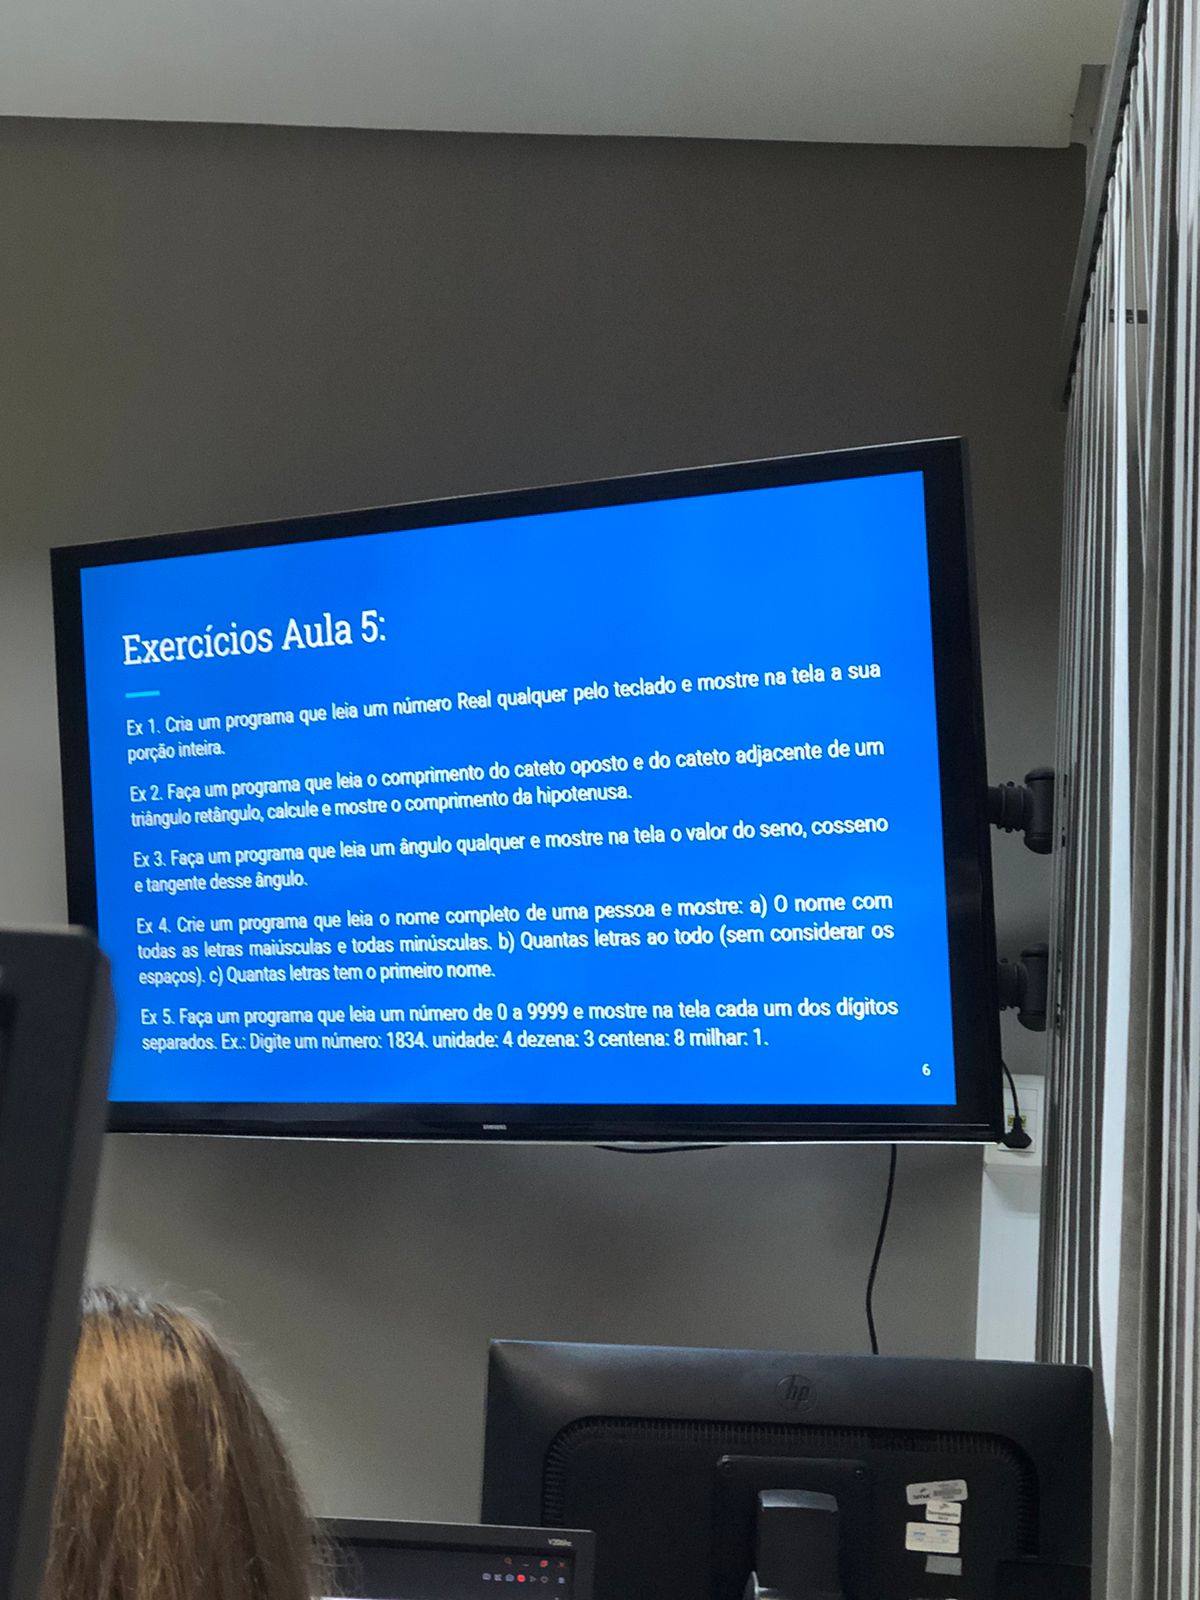 Exercícios Aula 5:
Ex 1. Cria um programa que leia um número Real qualquer pelo teclado e mostre na tela a sua
porção inteira.
Ex 2. Faça um programa que leia o comprimento do cateto oposto e do cateto adjacente de um
triângulo retângulo, calcule e mostre o comprimento da hipotenusa.
Ex 3. Faça um programa que leia um ângulo qualquer e mostre na tela o valor do seno, cosseno
e tangente desse ângulo.
Ex 4. Crie um programa que leia o nome completo de uma pessoa e mostre: a) O nome com
todas as letras maiúsculas e todas minúsculas. b) Quantas letras ao todo (sem considerar os
espaços). c) Quantas letras tem o primeiro nome.
Ex 5. Faça um programa que leia um número de 0 a 9999 e mostre na tela cada um dos dígitos
separados. Ex.: Digite um número: 1834. unidade: 4 dezena: 3 centena: 8 milhar: 1.
6
SAMSUNG
hp